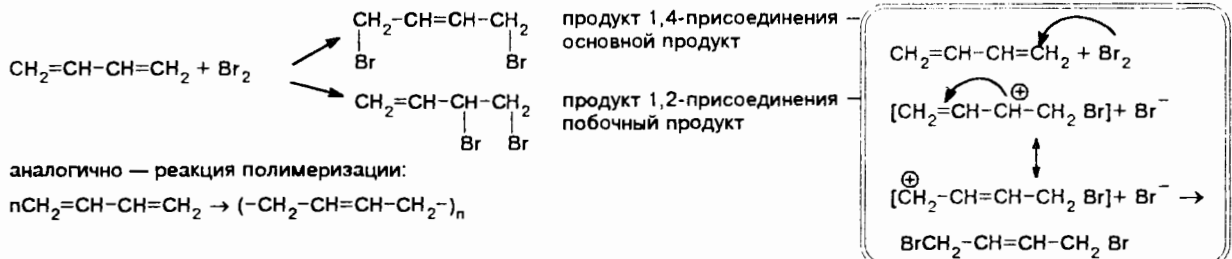 CH₂-CH=CH-CH₂ продукт 1,4-присоединения
Br Br основной продукт
CH₂=CH-CH=CH₂ + Br₂
CH₂=CH-CH-CH₂ продукт 1,2-присоединения
Br Br побочный продукт
аналогично — реакция полимеризации:
nCH₂=CH-CH=CH₂ → (-CH₂-CH=CH-CH₂-)ₙ
CH₂=CH-CH=CH₂ + Br₂
[CH₂=CH-CH-CH₂ Br]+ Br⁻
⊕
⊕
[CH₂-CH=CH-CH₂ Br]+ Br⁻ →
BrCH₂-CH=CH-CH₂ Br